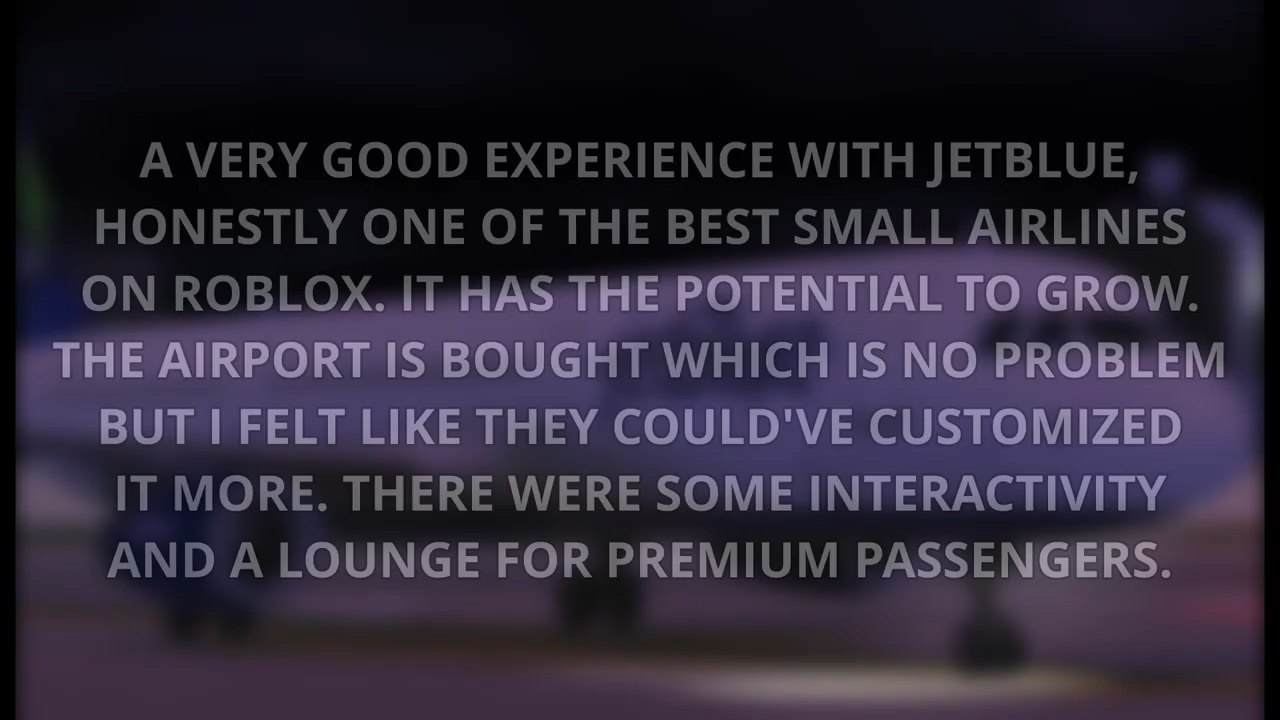 A VERY GOOD EXPERIENCE WITH JETBLUE,
HONESTLY ONE OF THE BEST SMALL AIRLINES
ON ROBLOX. IT HAS THE POTENTIAL TO GROW.
THE AIRPORT IS BOUGHT WHICH IS NO PROBLEM
BUT I FELT LIKE THEY COULD'VE CUSTOMIZED
IT MORE. THERE WERE SOME INTERACTIVITY
AND A LOUNGE FOR PREMIUM PASSENGERS.